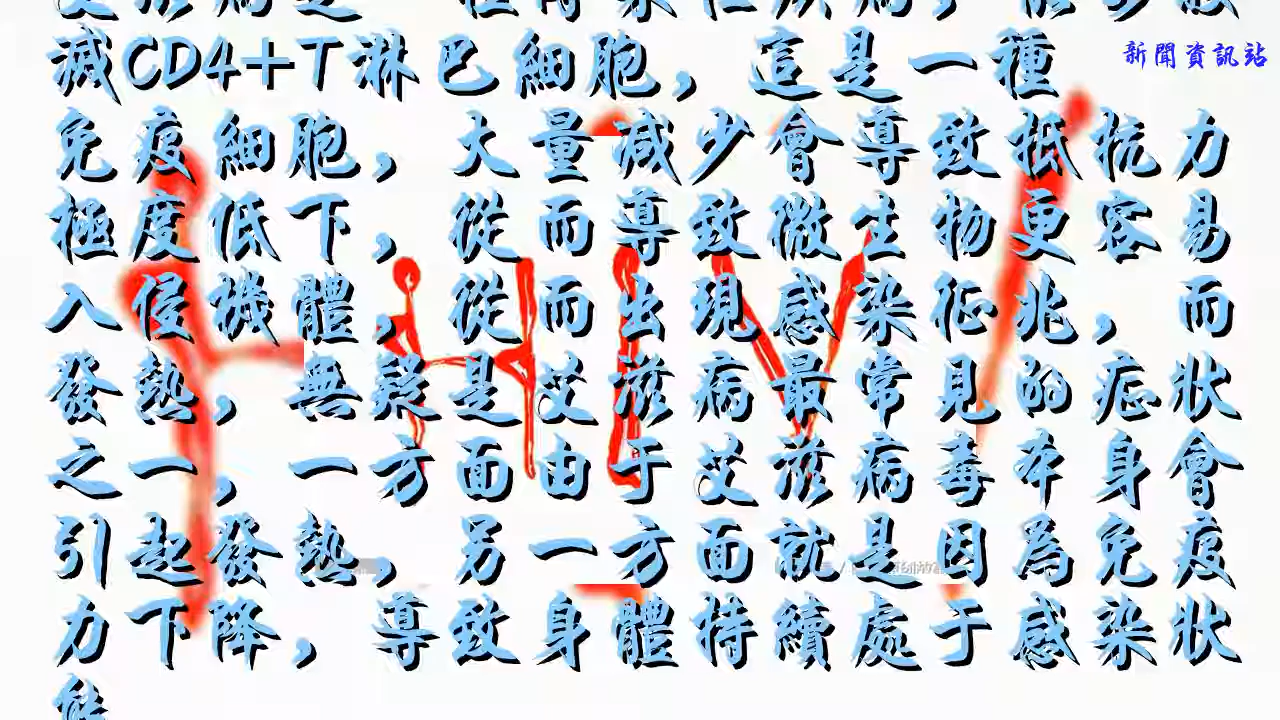 減CD4+T淋巴細胞，這是一種
新聞資訊站
免疫細胞，大量減少會導致抵抗力
極度低下，從而導致微生物更容易
入侵機體，從而出現感染征兆，而
發熱，無疑是艾滋病最常見的症狀
之一，一方面由于艾滋病毒本身會
引起發熱，另一方面就是因為免疫
力下降，導致身體持續處于感染狀